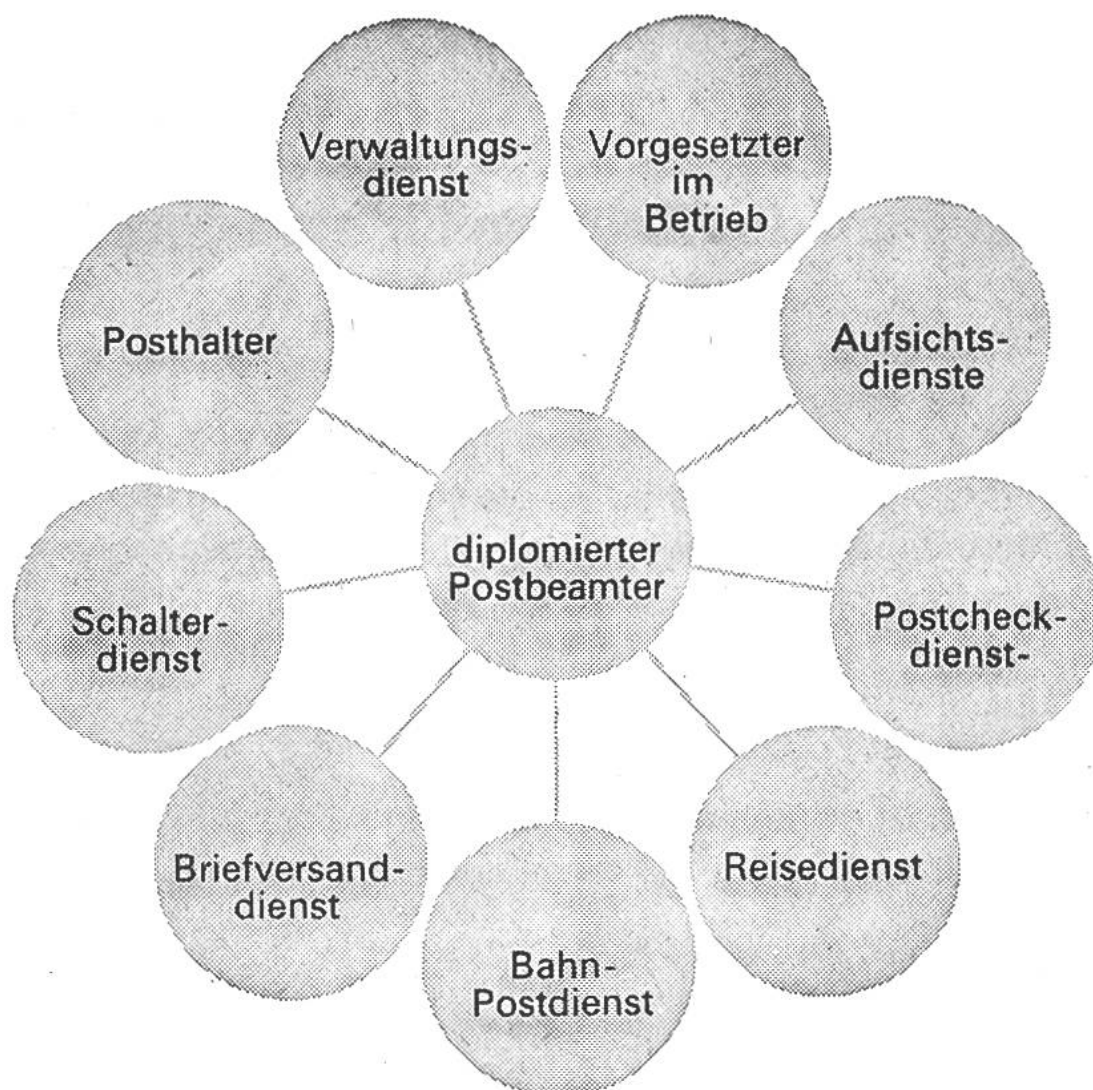 Verwaltungs-
dienst
Vorgesetzter
im
Betrieb
Posthalter
Aufsichts-
dienste
diplomierter
Postbeamter
Schalter-
dienst
Postcheck-
dienst-
Briefversand-
dienst
Reisedienst
Bahn-
Postdienst